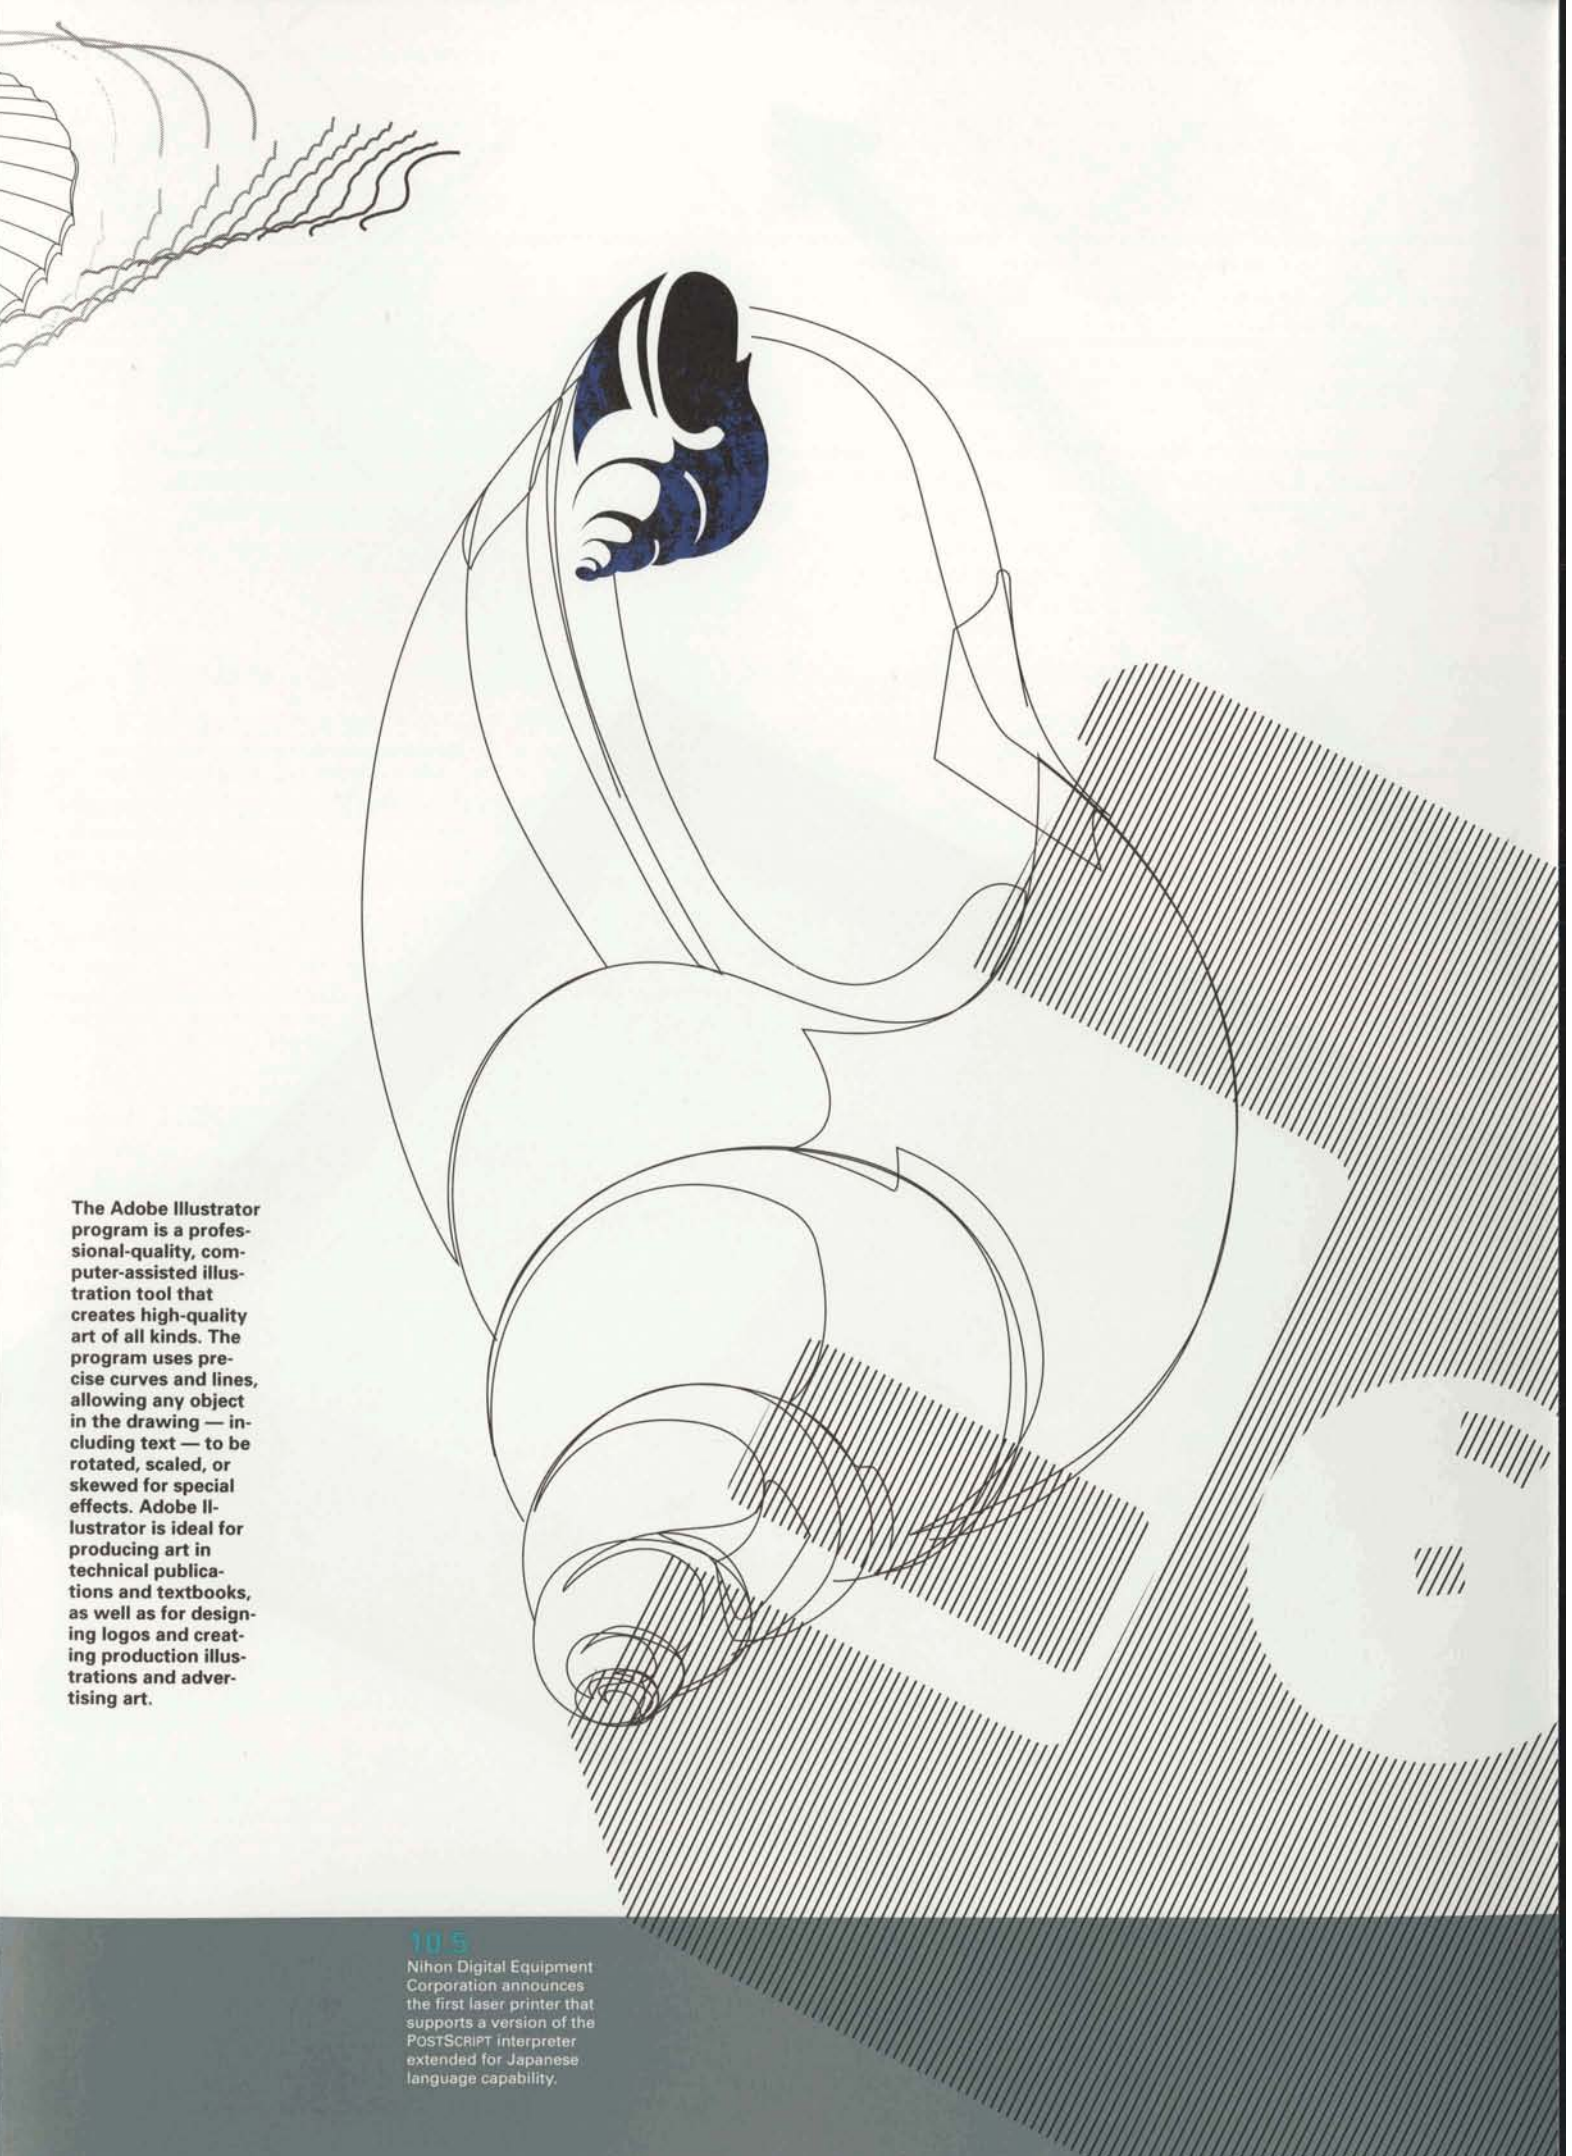 The Adobe Illustrator
program is a profes-
sional-quality, com-
puter-assisted illus-
tration tool that
creates high-quality
art of all kinds. The
program uses pre-
cise curves and lines,
allowing any object
in the drawing — in-
cluding text — to be
rotated, scaled, or
skewed for special
effects. Adobe Il-
lustrator is ideal for
producing art in
technical publica-
tions and textbooks,
as well as for design-
ing logos and creat-
ing production illus-
trations and adver-
tising art.
10.5
Nihon Digital Equipment
Corporation announces
the first laser printer that
supports a version of the
POSTSCRIPT interpreter
extended for Japanese
language capability.